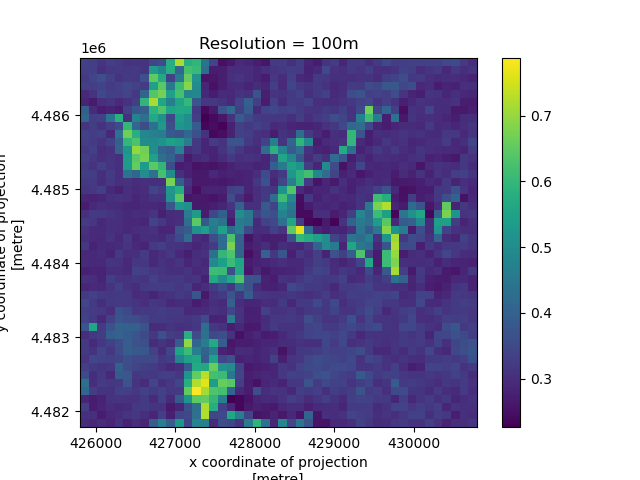 Resolution = 100m
1e6
4.486
4.485
4.484
4.483
4.482
y coordinate of projection
[metre]
426000 427000 428000 429000 430000
x coordinate of projection
[metre]
0.7
0.6
0.5
0.4
0.3